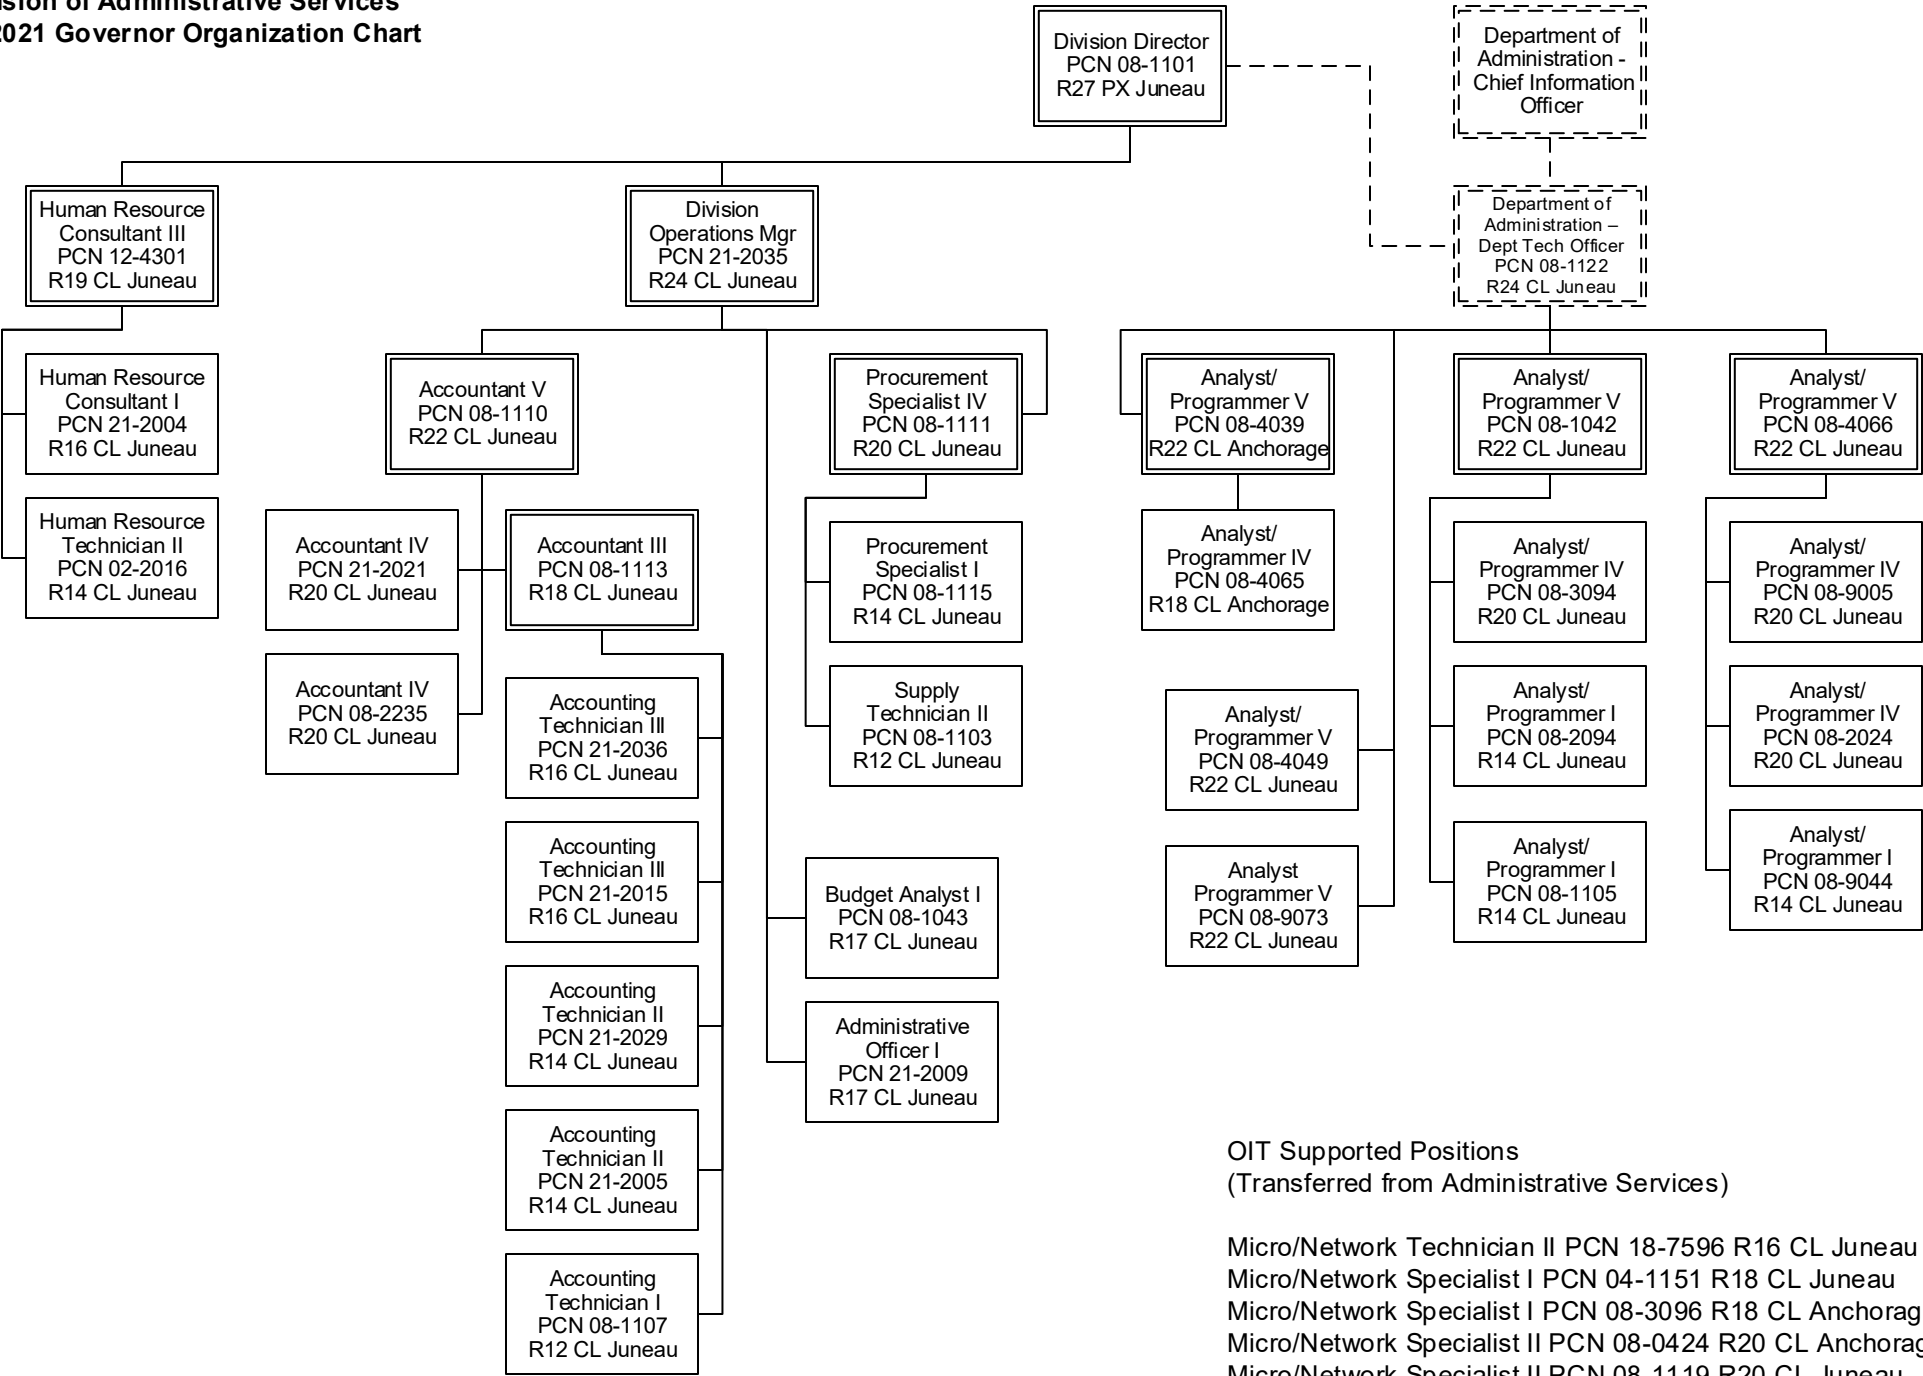 of Administrative Services
2021 Governor Organization Chart
Division Director
PCN 08-1101
R27 PX Juneau
Department of
Administration -
Chief Information
Officer
Human Resource
Consultant III
PCN 12-4301
R19 CL Juneau
Division
Operations Mgr
PCN 21-2035
R24 CL Juneau
Department of
Administration –
Dept Tech Officer
PCN 08-1122
R24 CL Juneau
Human Resource
Consultant I
PCN 21-2004
R16 CL Juneau
Human Resource
Technician II
PCN 02-2016
R14 CL Juneau
Accountant V
PCN 08-1110
R22 CL Juneau
Accountant IV
PCN 21-2021
R20 CL Juneau
Accountant IV
PCN 08-2235
R20 CL Juneau
Accountant III
PCN 08-1113
R18 CL Juneau
Accounting
Technician III
PCN 21-2036
R16 CL Juneau
Accounting
Technician III
PCN 21-2015
R16 CL Juneau
Accounting
Technician II
PCN 21-2029
R14 CL Juneau
Accounting
Technician II
PCN 21-2005
R14 CL Juneau
Accounting
Technician I
PCN 08-1107
R12 CL Juneau
Procurement
Specialist IV
PCN 08-1111
R20 CL Juneau
Procurement
Specialist I
PCN 08-1115
R14 CL Juneau
Supply
Technician II
PCN 08-1103
R12 CL Juneau
Budget Analyst I
PCN 08-1043
R17 CL Juneau
Administrative
Officer I
PCN 21-2009
R17 CL Juneau
Analyst/
Programmer V
PCN 08-4039
R22 CL Anchorage
Analyst/
Programmer IV
PCN 08-4065
R18 CL Anchorage
Analyst/
Programmer V
PCN 08-4049
R22 CL Juneau
Analyst
Programmer V
PCN 08-9073
R22 CL Juneau
Analyst/
Programmer V
PCN 08-1042
R22 CL Juneau
Analyst/
Programmer IV
PCN 08-3094
R20 CL Juneau
Analyst/
Programmer I
PCN 08-2094
R14 CL Juneau
Analyst/
Programmer I
PCN 08-1105
R14 CL Juneau
Analyst/
Programmer V
PCN 08-4066
R22 CL Juneau
Analyst/
Programmer IV
PCN 08-9005
R20 CL Juneau
Analyst/
Programmer IV
PCN 08-2024
R20 CL Juneau
Analyst/
Programmer I
PCN 08-9044
R14 CL Juneau
OIT Supported Positions
(Transferred from Administrative Services)
Micro/Network Technician II PCN 18-7596 R16 CL Juneau
Micro/Network Specialist I PCN 04-1151 R18 CL Juneau
Micro/Network Specialist I PCN 08-3096 R18 CL Anchorag
Micro/Network Specialist II PCN 08-0424 R20 CL Anchorag
Micro/Network Specialist II PCN 08-1119 R20 CL Juneau